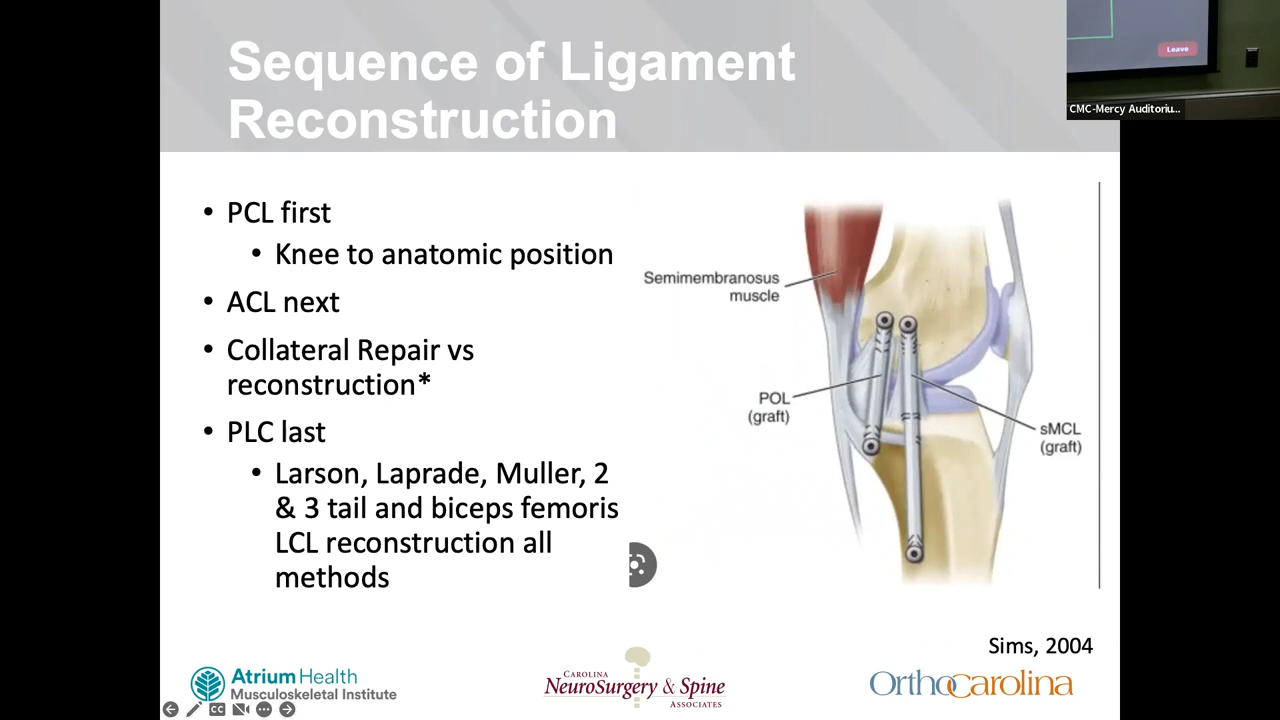 Sequence of Ligament
Reconstruction
Leave
CMC-Mercy Auditoriu...
• PCL first
• Knee to anatomic position
• ACL next
• Collateral Repair vs
reconstruction*
• PLC last
• Larson, Laprade, Muller, 2
& 3 tail and biceps femoris
LCL reconstruction all
methods
Semimembranosus
muscle
POL
(graft)
sMCL
(graft)
Sims, 2004
Atrium Health
Musculoskeletal Institute
CAROLINA
NEUROSURGERY & SPINE
ASSOCIATES
OrthoCarolina
CC